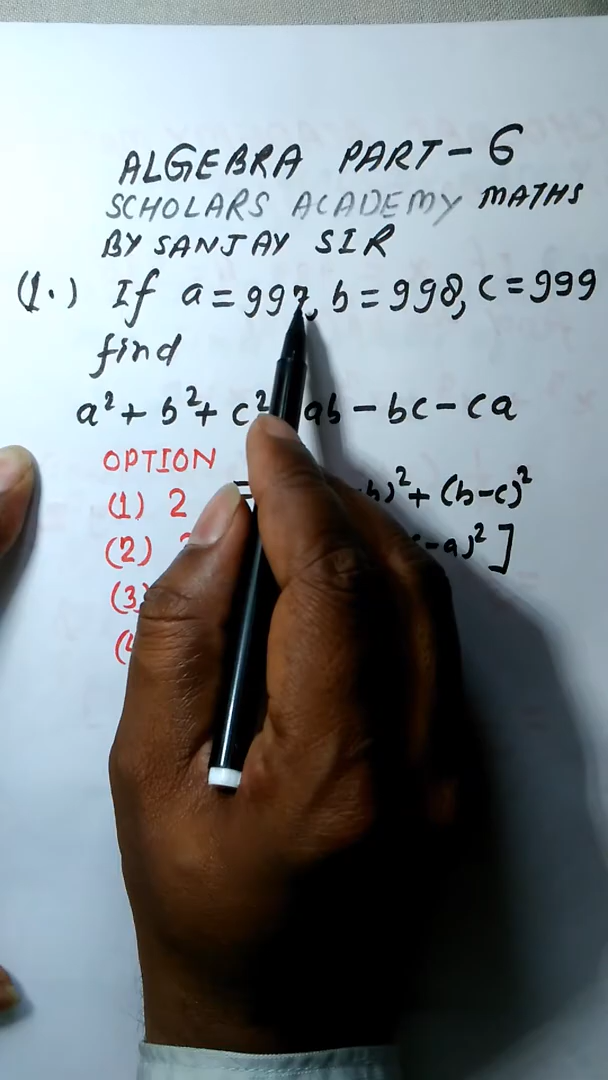 ALGEBRA PART-6
SCHOLARS ACADEMY MATHS
BY SANJAY SIR
(1.) If a = 997, b = 998, c = 999
find
a² + b² + c² ab - bc - ca
OPTION
(1) 2 = b)² + (b-c)²
(2) -a)² ]
(3)